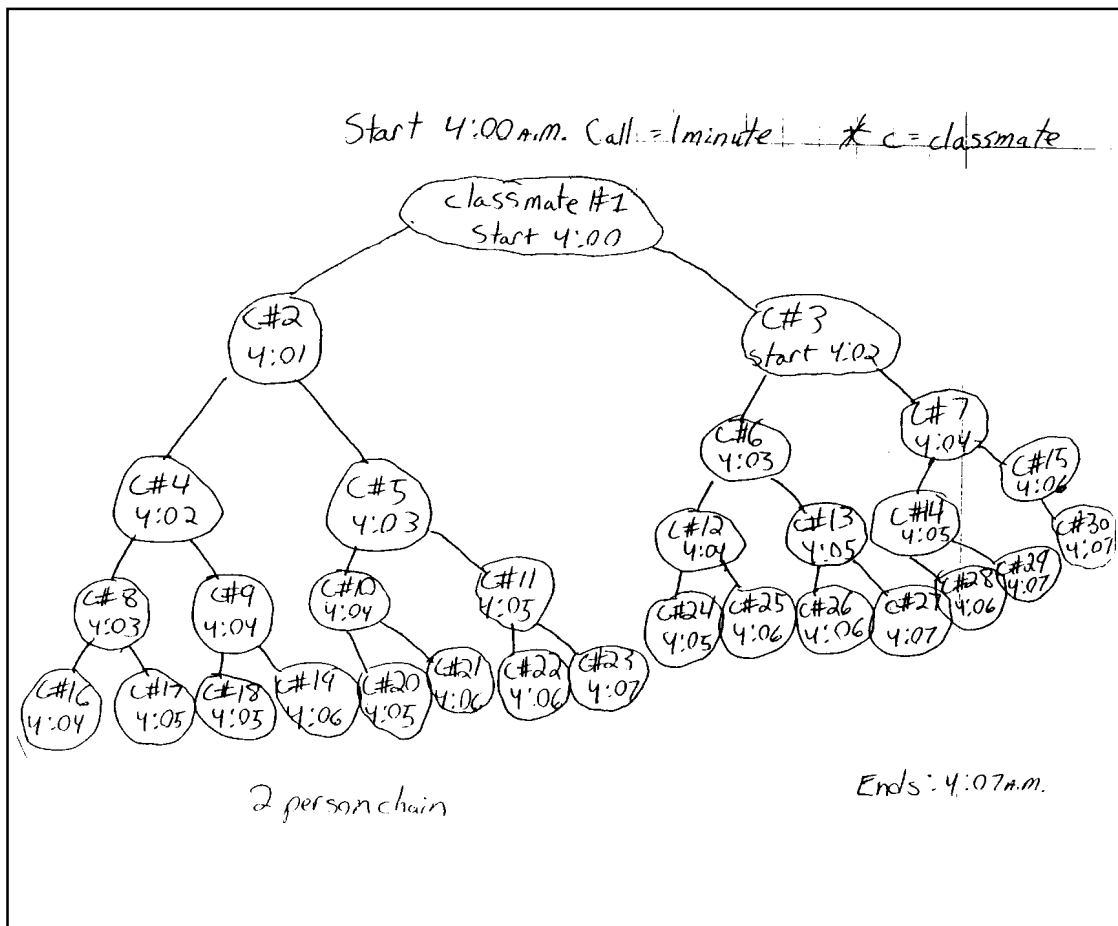 Start 4:00 A.M. Call = 1 minute * c = classmate
classmate #1
Start 4:00
C#2
4:01
C#3
start 4:02
C#4
4:02
C#5
4:03
C#6
4:03
C#7
4:04
C#8
4:03
C#9
4:04
C#10
4:04
C#11
4:05
C#12
4:04
C#13
4:05
C#14
4:05
C#15
4:06
C#16
4:04
C#17
4:05
C#18
4:05
C#19
4:06
C#20
4:05
C#21
4:06
C#22
4:06
C#23
4:07
C#24
4:05
C#25
4:06
C#26
4:06
C#27
4:07
C#28
4:06
C#29
4:07
C#30
4:07
2 person chain
Ends: 4:07 A.M.